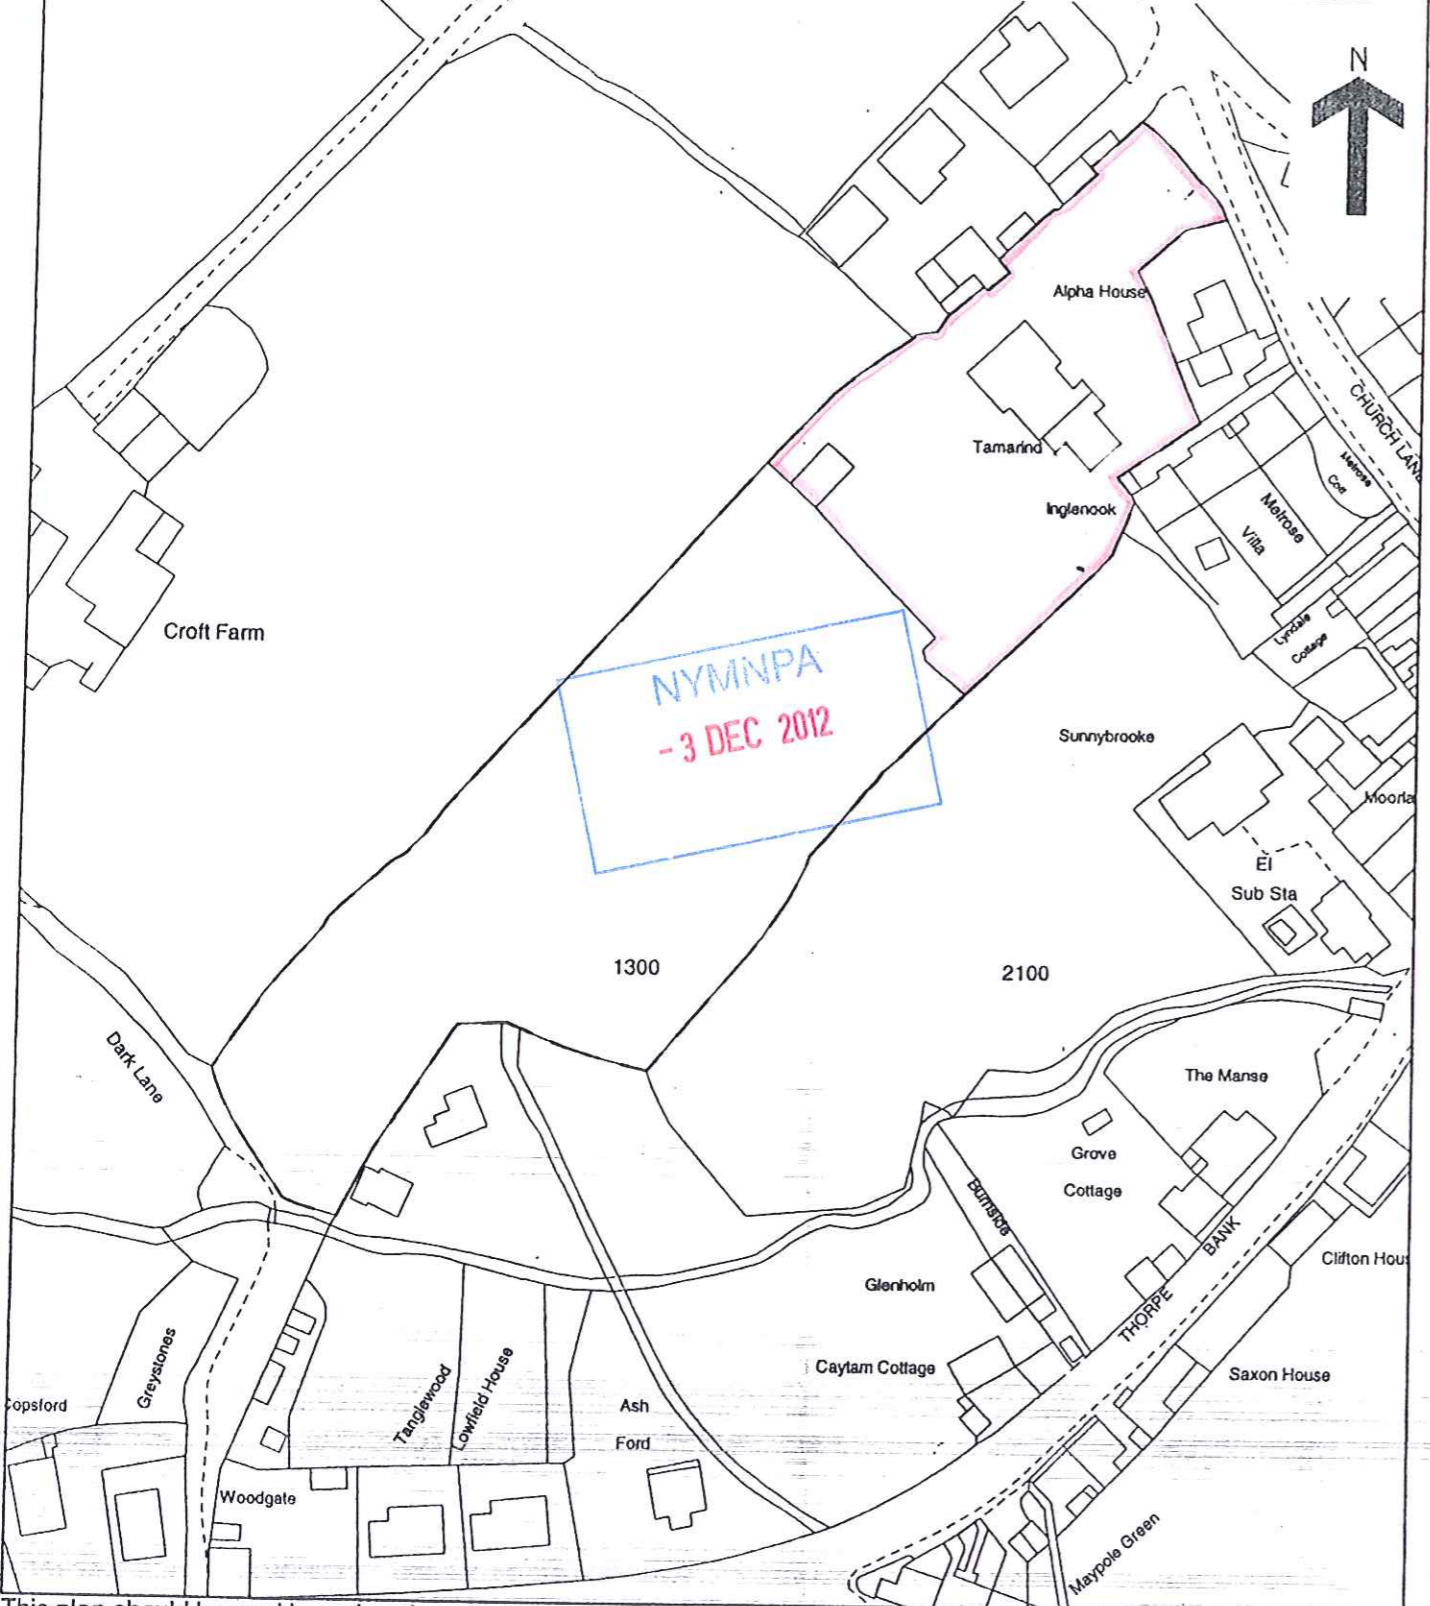 N
Alpha House
CHURCH LANE
Tamarind
Melrose
Cott
Inglenook
Melrose
Villa
Croft Farm
Lyndale
Cottage
NYMNPA
- 3 DEC 2012
Sunnybrooke
Moorla
El
Sub Sta
1300
2100
Dark Lane
The Manse
Grove
Cottage
Burnside
BANK
Clifton Hous
Glenholm
THORPE
Greystones
Caytam Cottage
Saxon House
Copsford
Tanglewood
Lowfield House
Ash
Ford
Woodgate
Maypole Green